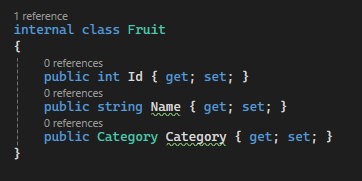 1 reference
internal class Fruit
{
0 references
public int Id { get; set; }
0 references
public string Name { get; set; }
0 references
public Category Category { get; set; }
}